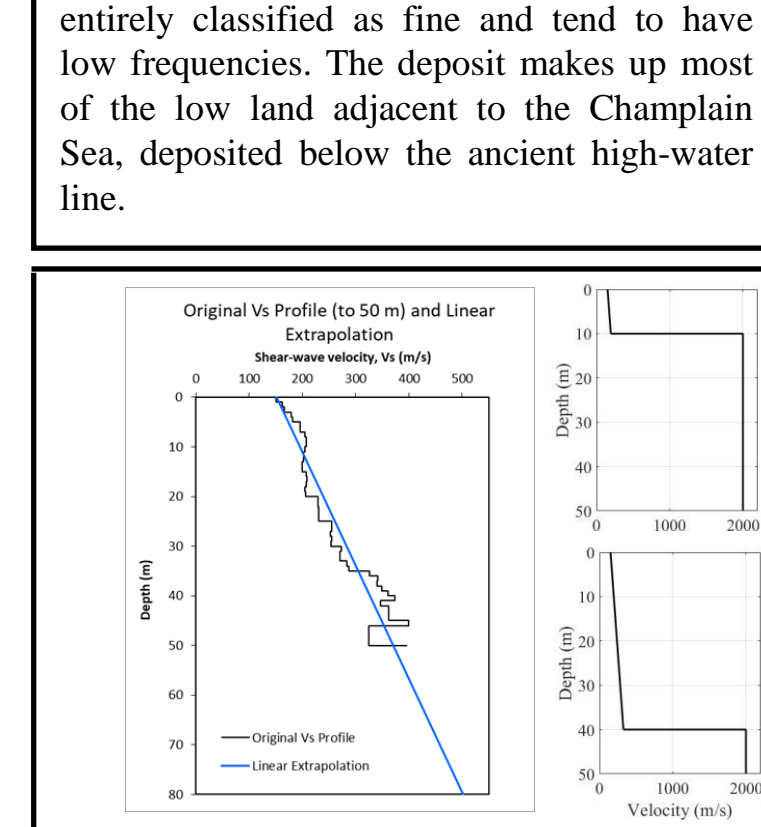 entirely classified as fine and tend to have
low frequencies. The deposit makes up most
of the low land adjacent to the Champlain
Sea, deposited below the ancient high-water
line.
Original Vs Profile (to 50 m) and Linear
Extrapolation
Shear-wave velocity, Vs (m/s)
0 100 200 300 400 500
0
10
20
30
40
50
60
70
80
Depth (m)
Original Vs Profile
Linear Extrapolation
0
10
20
30
40
50
Depth (m)
0 1000 2000
0
10
20
30
40
50
Depth (m)
0 1000 2000
Velocity (m/s)